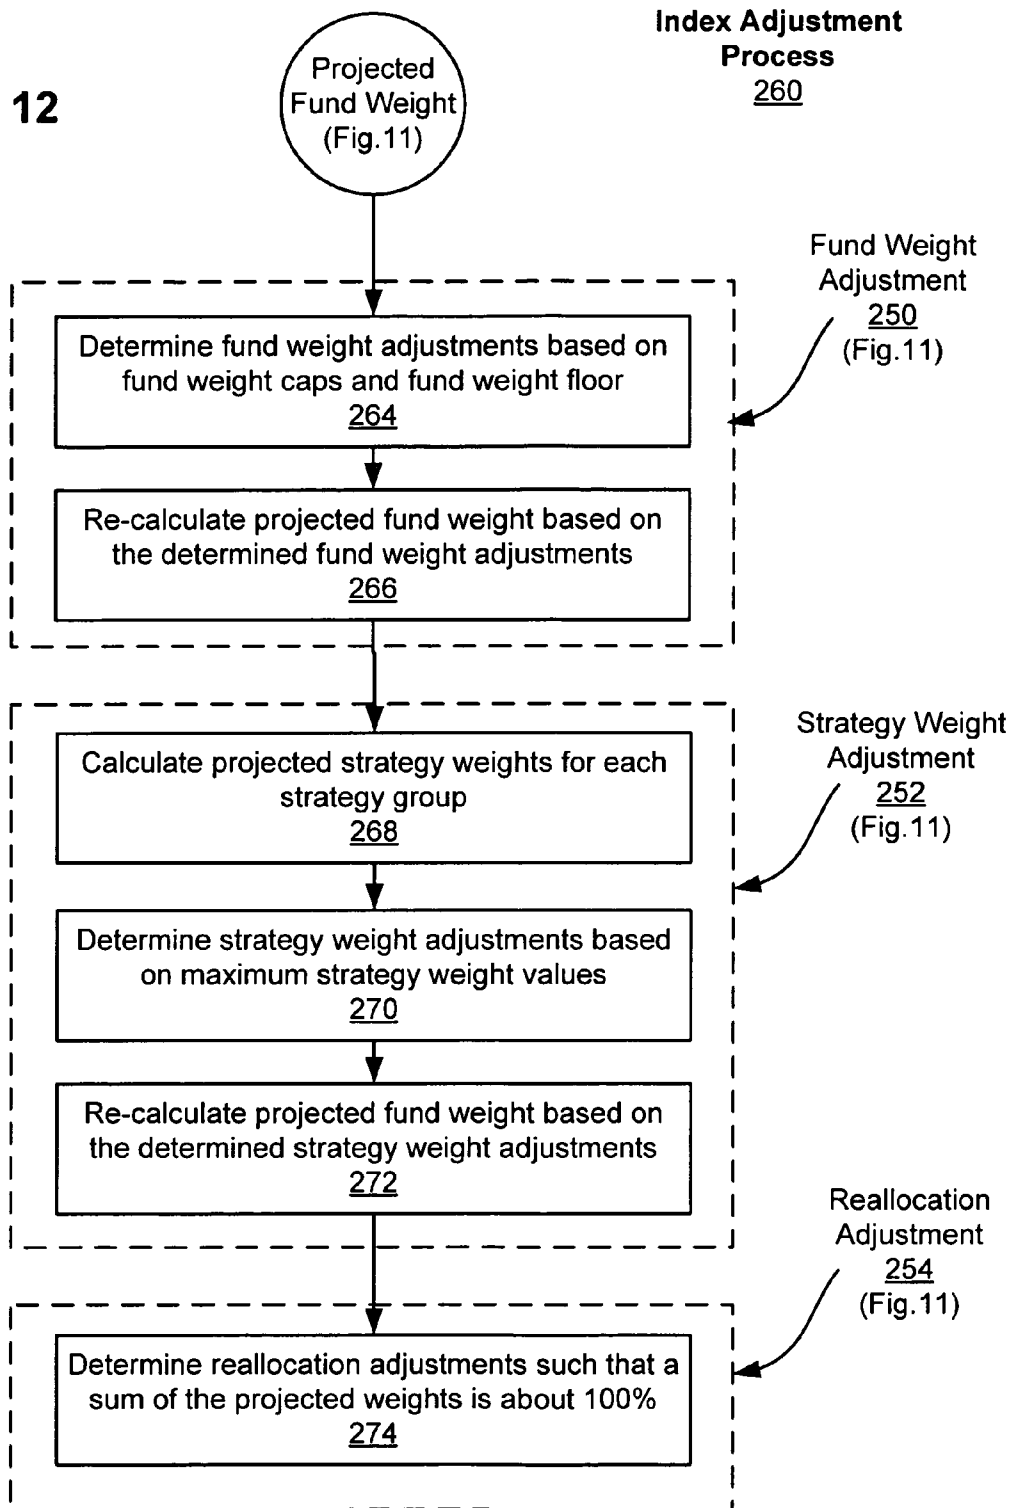 Index Adjustment
Process
260
12
Projected
Fund Weight
(Fig.11)
Fund Weight
Adjustment
250
(Fig.11)
Determine fund weight adjustments based on
fund weight caps and fund weight floor
264
Re-calculate projected fund weight based on
the determined fund weight adjustments
266
Strategy Weight
Adjustment
252
(Fig.11)
Calculate projected strategy weights for each
strategy group
268
Determine strategy weight adjustments based
on maximum strategy weight values
270
Re-calculate projected fund weight based on
the determined strategy weight adjustments
272
Reallocation
Adjustment
254
(Fig.11)
Determine reallocation adjustments such that a
sum of the projected weights is about 100%
274